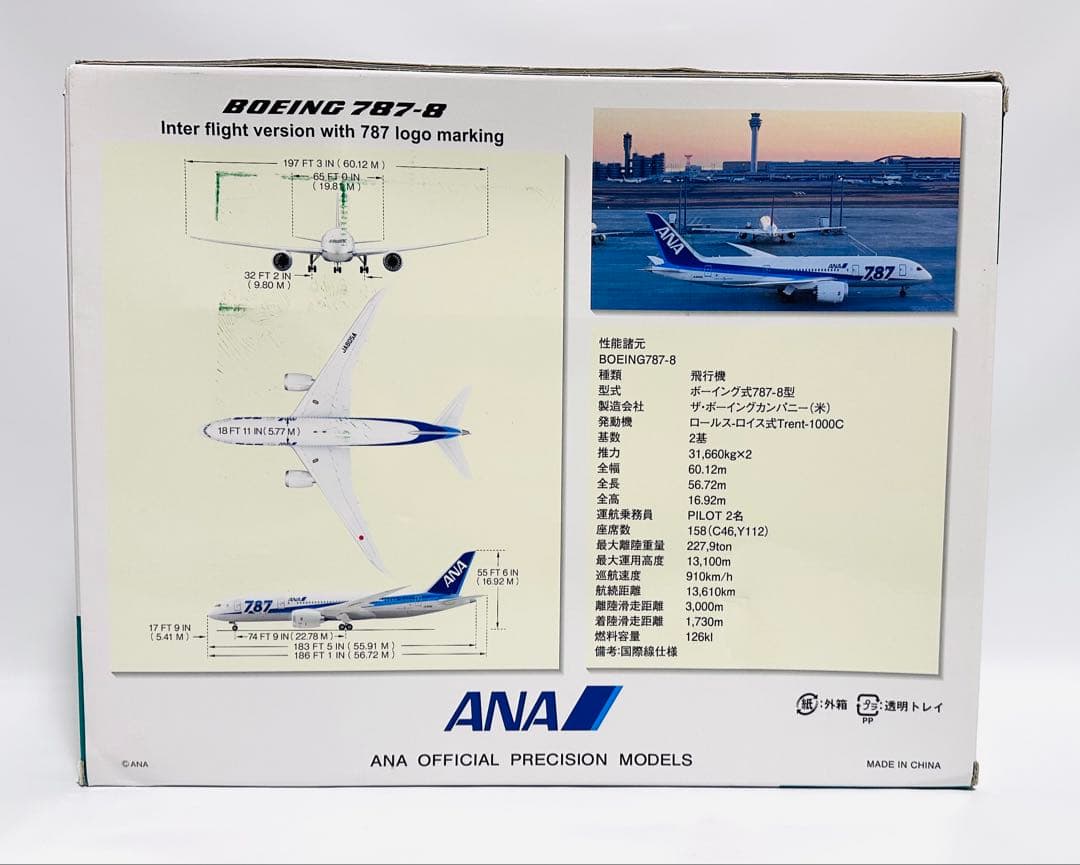 BOEING 787-8
Inter flight version with 787 logo marking
197 FT 3 IN (60.12 M)
65 FT 0 IN
(19.81 M)
32 FT 2 IN
(9.80 M)
JA805A
18 FT 11 IN (5.77 M)
ANA
787 ANA
55 FT 6 IN
(16.92 M)
17 FT 9 IN
(5.41 M)
74 FT 9 IN (22.78 M)
183 FT 5 IN (55.91 M)
186 FT 1 IN (56.72 M)
ANA
ANA 787
性能諸元
BOEING787-8
種類 飛行機
型式 ボーイング式787-8型
製造会社 ザ・ボーイングカンパニー(米)
発動機 ロールス-ロイス式Trent-1000C
基数 2基
推力 31,660kg×2
全幅 60.12m
全長 56.72m
全高 16.92m
運航乗務員 PILOT 2名
座席数 158(C46,Y112)
最大離陸重量 227,9ton
最大運用高度 13,100m
巡航速度 910km/h
航続距離 13,610km
離陸滑走距離 3,000m
着陸滑走距離 1,730m
燃料容量 126kl
備考:国際線仕様
ANA
紙:外箱 プラ:透明トレイ
PP
ANA OFFICIAL PRECISION MODELS
©ANA
MADE IN CHINA